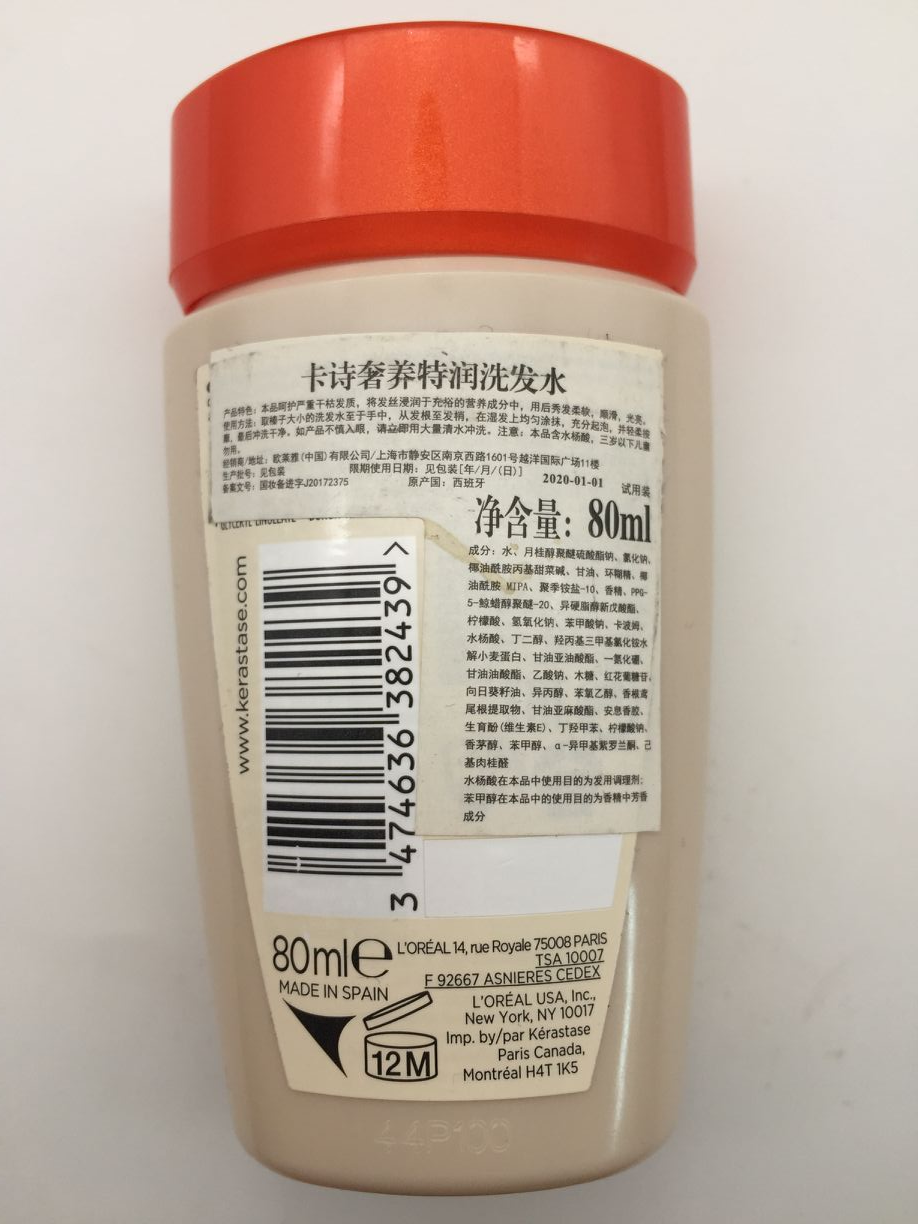 卡诗奢养特润洗发水
产品特色：本品呵护严重干枯发质，将发丝浸润于充裕的营养成分中，用后秀发柔软，顺滑，光亮。
使用方法：取榛子大小的洗发水至于手中，从发根至发梢，在湿发上均匀涂抹，充分起泡，并轻柔按
摩，最后冲洗干净。如产品不慎入眼，请立即用大量清水冲洗。注意：本品含水杨酸，三岁以下儿童
勿用。
经销商/地址：欧莱雅(中国)有限公司/上海市静安区南京西路1601号越洋国际广场11楼
生产批号：见包装 限期使用日期：见包装[年/月/(日)]
备案文号：国妆备进字J20172375 原产国：西班牙 2020-01-01 试用装
净含量：80ml
成分：水、月桂醇聚醚硫酸酯钠、氯化钠、
椰油酰胺丙基甜菜碱、甘油、环糊精、椰
油酰胺 MIPA、聚季铵盐-10、香精、PPG-
5-鲸蜡醇聚醚-20、异硬脂醇新戊酸酯、
柠檬酸、氢氧化钠、苯甲酸钠、卡波姆、
水杨酸、丁二醇、羟丙基三甲基氯化铵水
解小麦蛋白、甘油亚油酸酯、一氮化硼、
甘油油酸酯、乙酸钠、木糖、红花葡糖苷、
向日葵籽油、异丙醇、苯氧乙醇、香根鸢
尾根提取物、甘油亚麻酸酯、安息香胶、
生育酚(维生素E)、丁羟甲苯、柠檬酸钠、
香茅醇、苯甲醇、α-异甲基紫罗兰酮、己
基肉桂醛
水杨酸在本品中使用目的为发用调理剂；
苯甲醇在本品中的使用目的为香精中芳香
成分
GLYCERYL LINOLEATE
www.kerastase.com
3 474636 382439 >
80ml℮
MADE IN SPAIN
L'ORÉAL 14, rue Royale 75008 PARIS
TSA 10007
F 92667 ASNIERES CEDEX
L'ORÉAL USA, Inc.,
New York, NY 10017
Imp. by/par Kérastase
Paris Canada,
Montréal H4T 1K5
12M
44P100